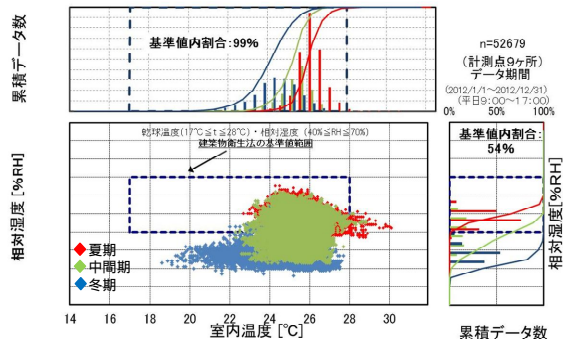 累積データ数
基準値内割合:99%
n=52679
(計測点9ヶ所)
データ期間
(2012/1/1~2012/12/31)
(平日9:00~17:00)
0% 100%
相対湿度 [%RH]
乾球温度(17℃≦t≦28℃)・相対湿度 (40%≦RH≦70%)
建築物衛生法の基準値範囲
夏期
中間期
冬期
基準値内割合:
54%
相対湿度[%RH]
14 16 18 20 22 24 26 28 30
室内温度 [℃]
0% 100%
累積データ数